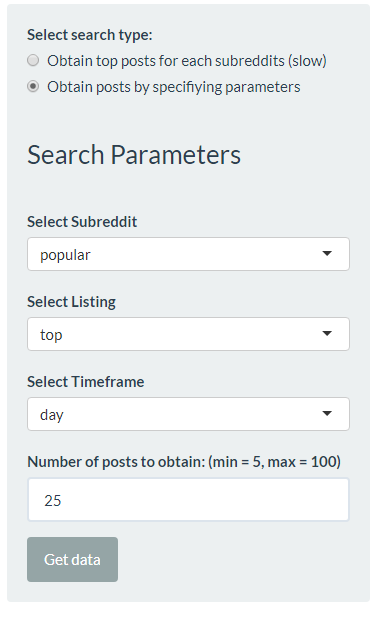 Select search type:
Obtain top posts for each subreddits (slow)
Obtain posts by specifiying parameters
Search Parameters
Select Subreddit
popular
Select Listing
top
Select Timeframe
day
Number of posts to obtain: (min = 5, max = 100)
25
Get data